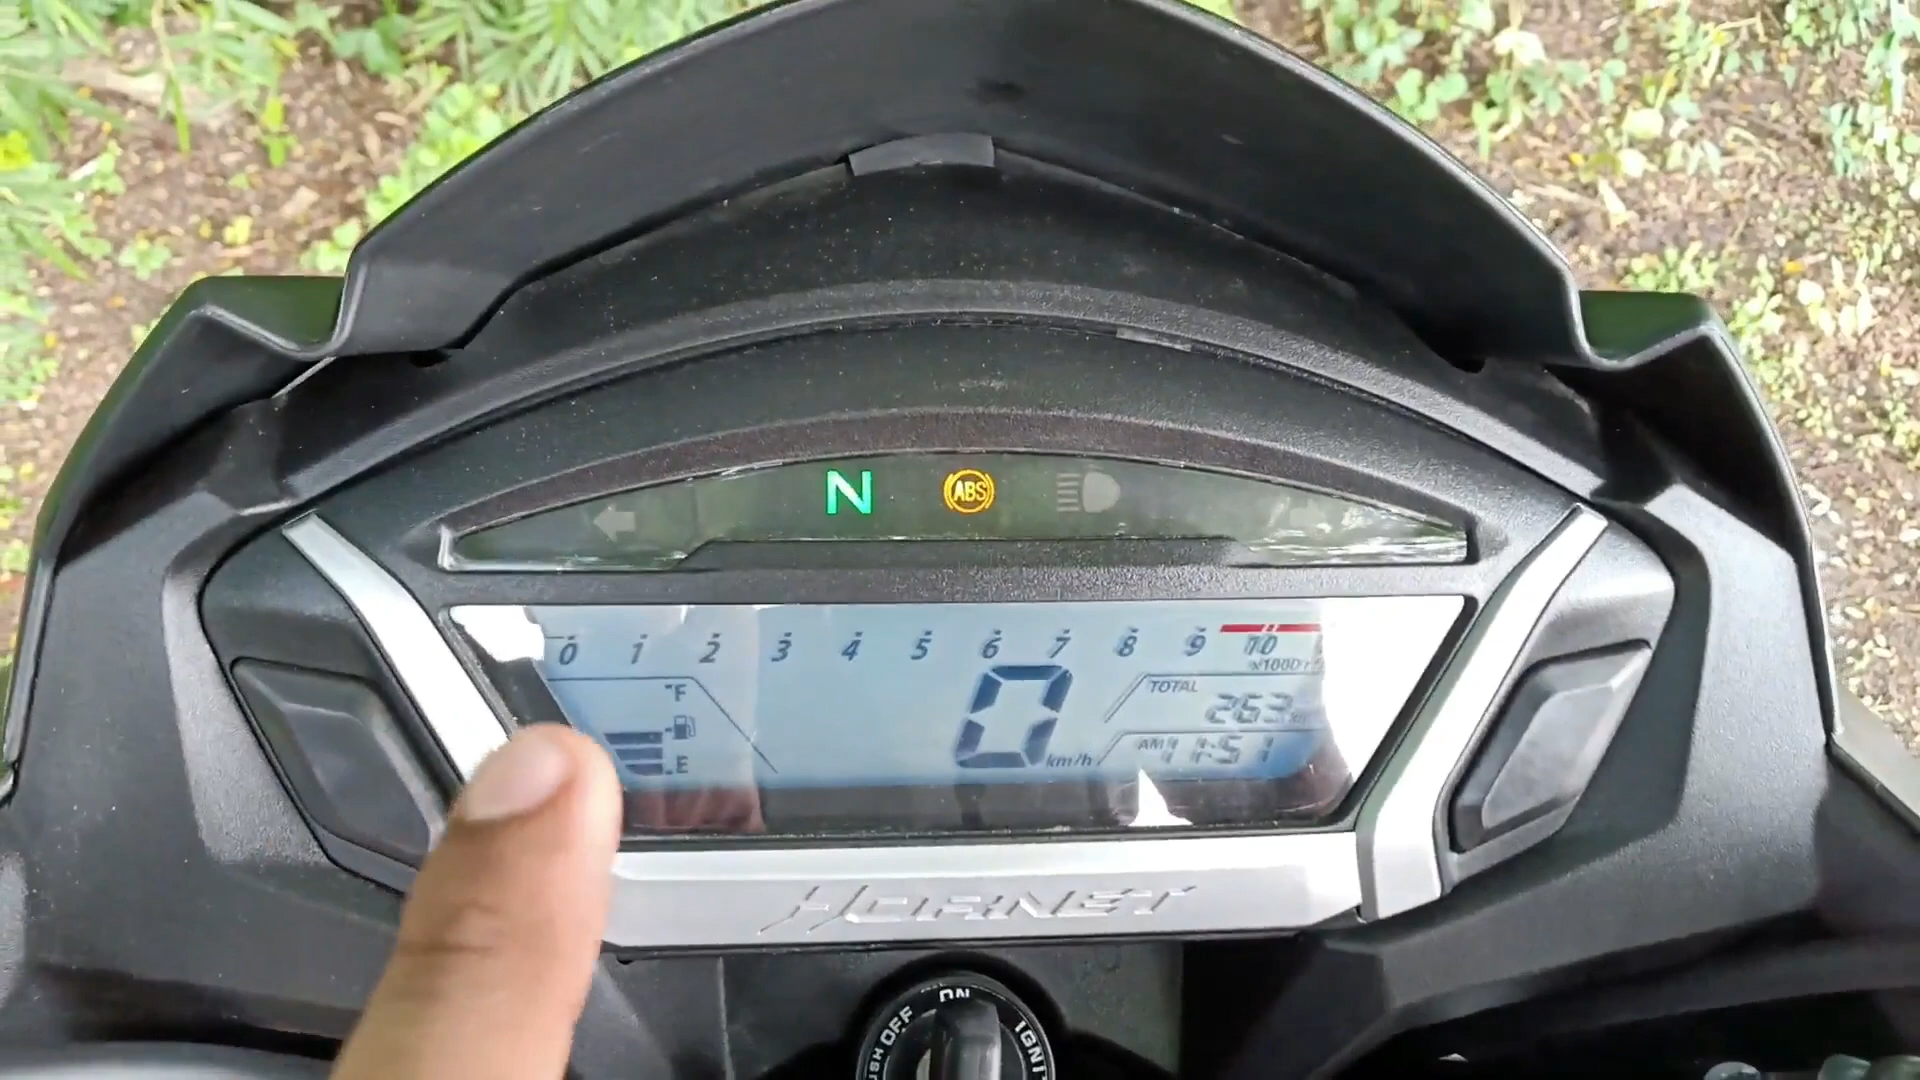 N ABS
0 1 2 3 4 5 6 7 8 9 10
x1000
F
TOTAL
263
0
km/h
E
AM 11:51
HORNET
ON
OFF